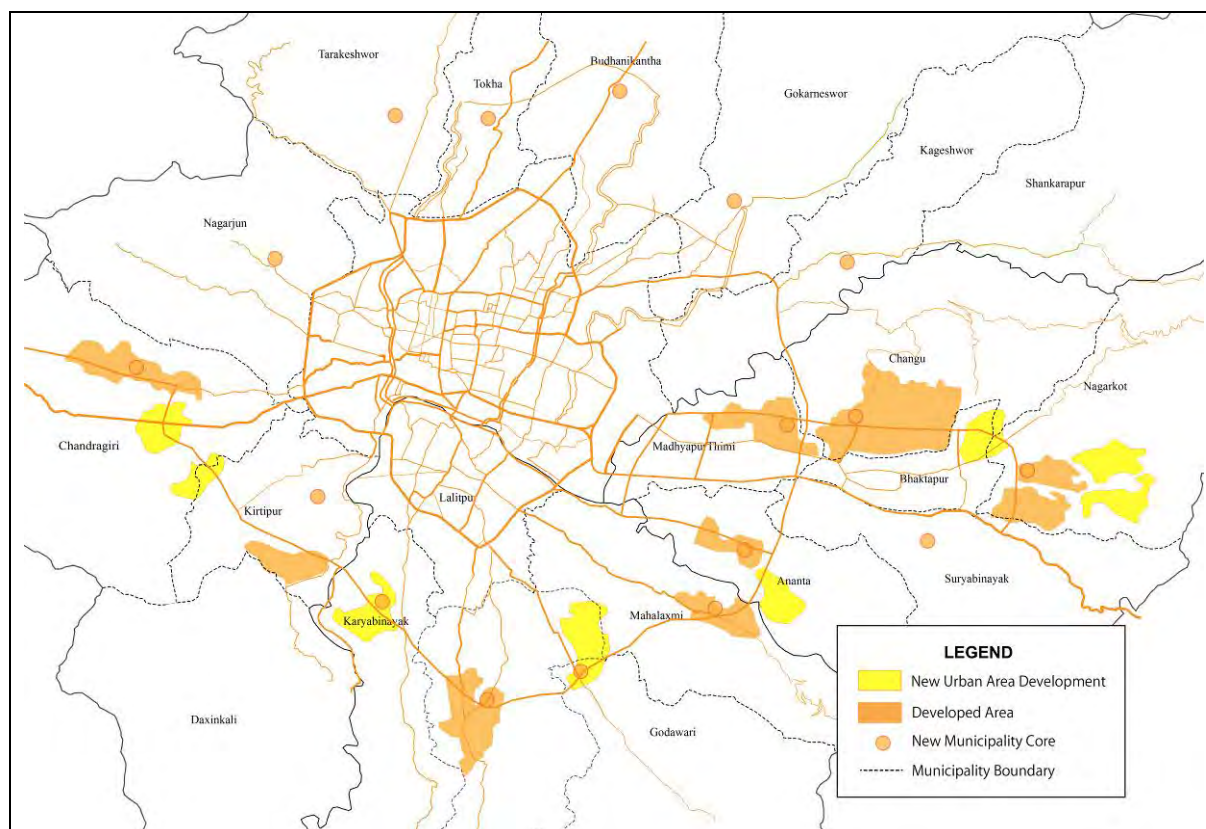 Tarakeshwor
Budhanikantha
Tokha
Gokarneswor
Kageshwor
Shankarapur
Nagarjun
Changu
Nagarkot
Chandragiri
Madhyapur Thimi
Bhaktapur
Lalitpur
Kirtipur
Ananta
Suryabinayak
Mahalaxmi
Karyabinayak
Daxinkali
Godawari
LEGEND
New Urban Area Development
Developed Area
New Municipality Core
Municipality Boundary